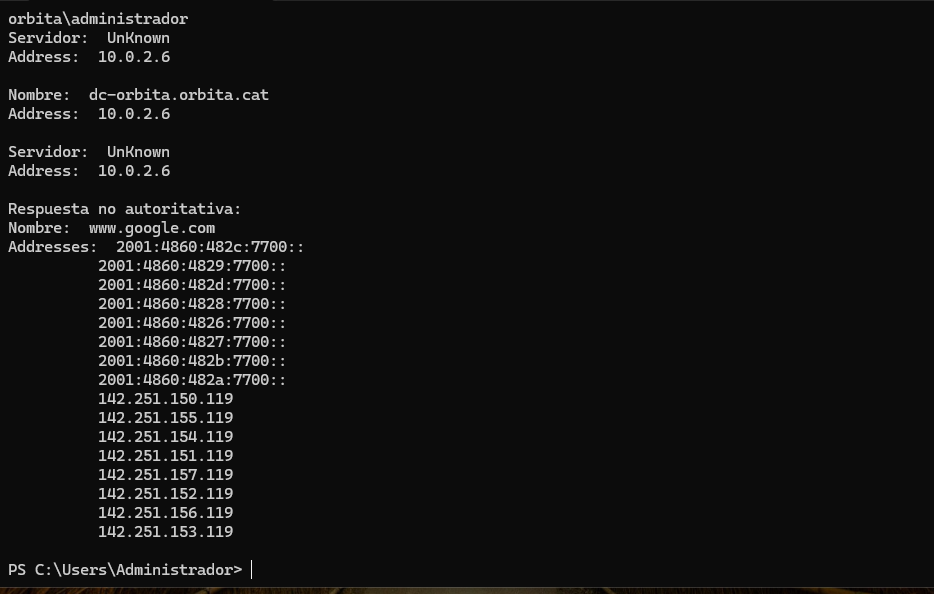 orbita\administrador
Servidor:  UnKnown
Address:  10.0.2.6
Nombre:  dc-orbita.orbita.cat
Address:  10.0.2.6
Servidor:  UnKnown
Address:  10.0.2.6
Respuesta no autoritativa:
Nombre:  www.google.com
Addresses:  2001:4860:482c:7700::
2001:4860:4829:7700::
2001:4860:482d:7700::
2001:4860:4828:7700::
2001:4860:4826:7700::
2001:4860:4827:7700::
2001:4860:482b:7700::
2001:4860:482a:7700::
142.251.150.119
142.251.155.119
142.251.154.119
142.251.151.119
142.251.157.119
142.251.152.119
142.251.156.119
142.251.153.119
PS C:\Users\Administrador>